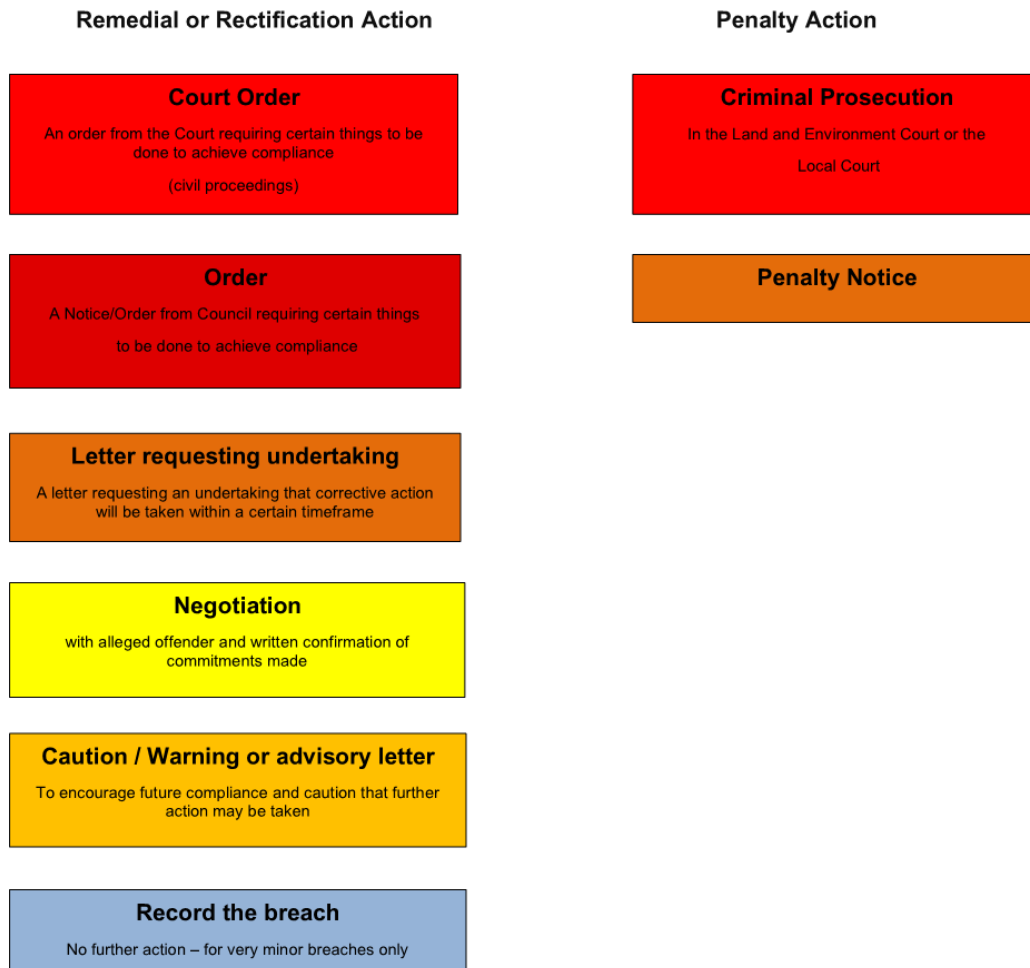 Remedial or Rectification Action
Penalty Action
Court Order
An order from the Court requiring certain things to be
done to achieve compliance
(civil proceedings)
Criminal Prosecution
In the Land and Environment Court or the
Local Court
Order
A Notice/Order from Council requiring certain things
to be done to achieve compliance
Penalty Notice
Letter requesting undertaking
A letter requesting an undertaking that corrective action
will be taken within a certain timeframe
Negotiation
with alleged offender and written confirmation of
commitments made
Caution / Warning or advisory letter
To encourage future compliance and caution that further
action may be taken
Record the breach
No further action – for very minor breaches only